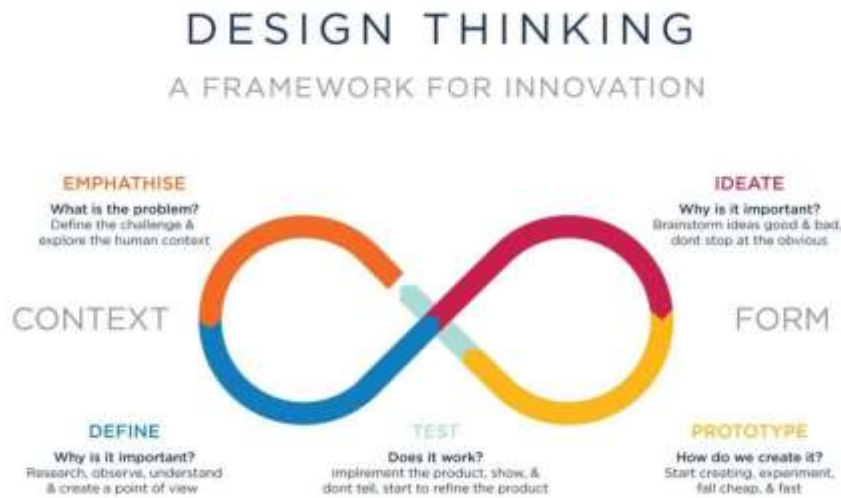 DESIGN THINKING
A FRAMEWORK FOR INNOVATION
EMPHATHISE
What is the problem?
Define the challenge &
explore the human context
IDEATE
Why is it important?
Brainstorm ideas good & bad,
dont stop at the obvious
CONTEXT
FORM
DEFINE
Why is it important?
Research, observe, understand
& create a point of view
TEST
Does it work?
Implrement the product, show, &
dont tell, start to refine the product
PROTOTYPE
How do we create it?
Start creating, experiment,
fail cheap, & fast